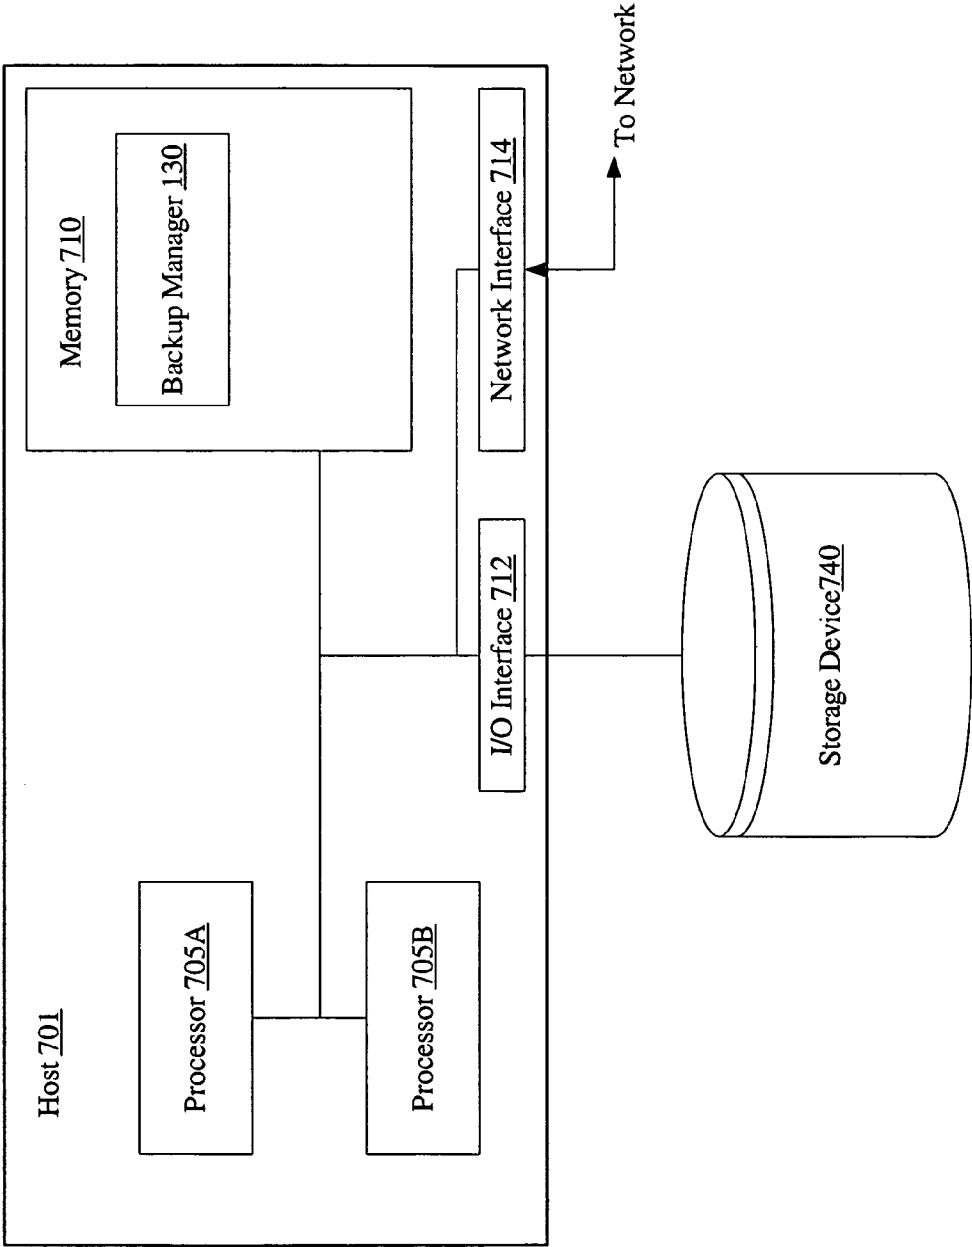 Host 701
Memory 710
Backup Manager 130
Processor 705A
Processor 705B
I/O Interface 712
Network Interface 714
To Network
Storage Device740